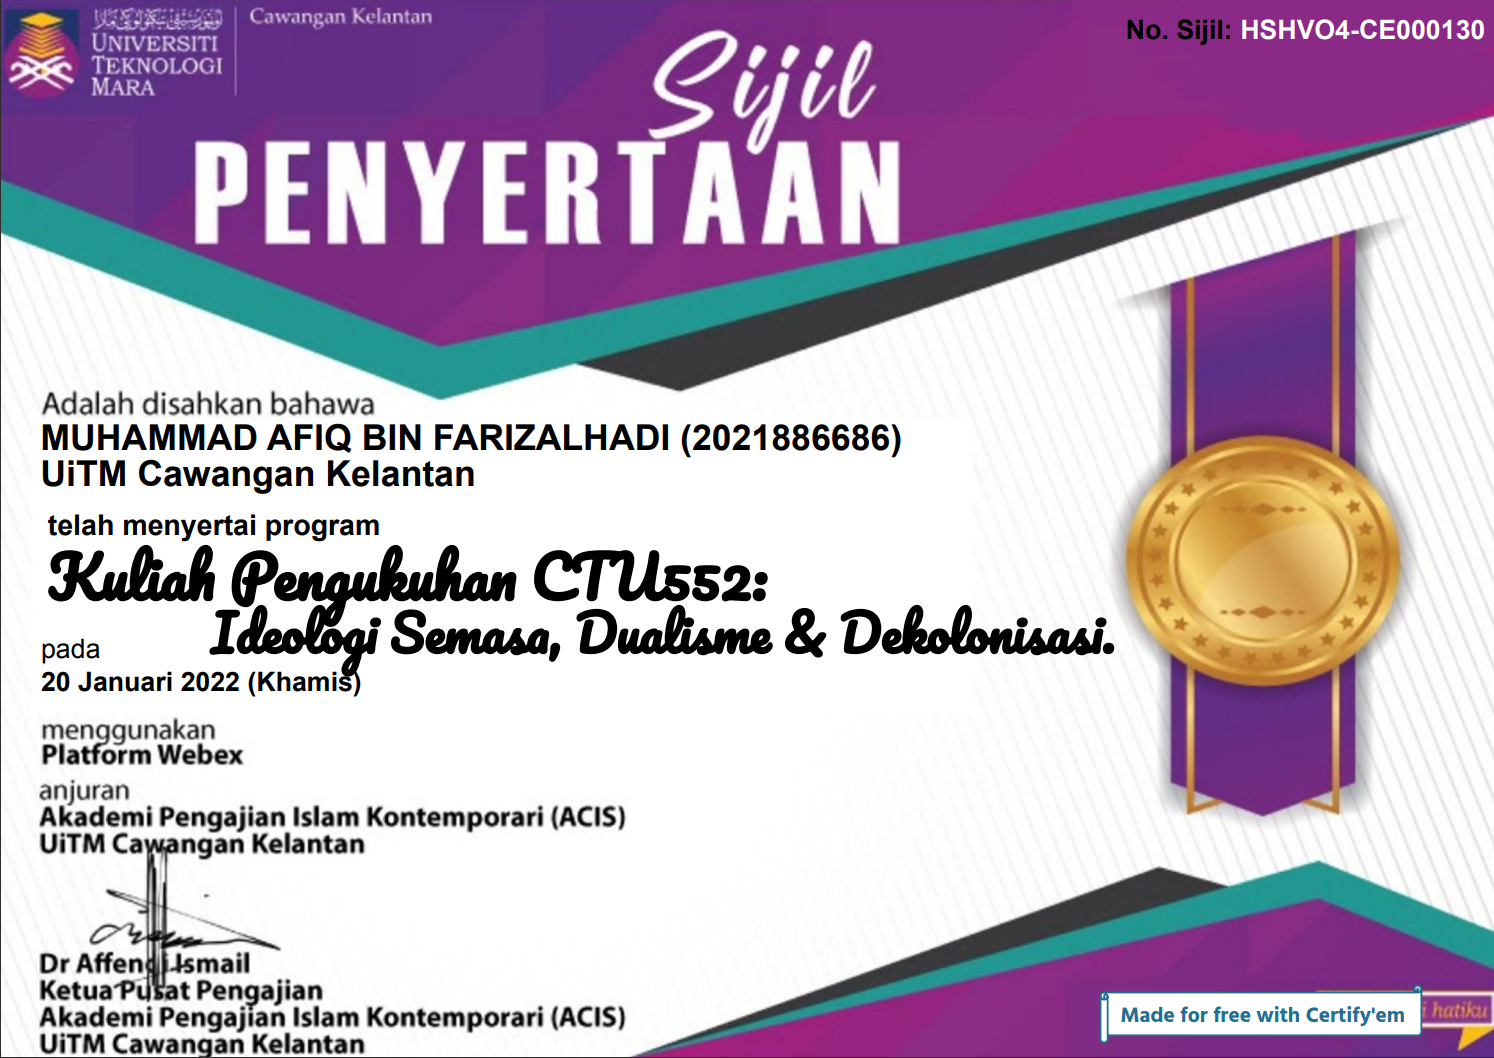 UNIVERSITI
TEKNOLOGI
MARA
Cawangan Kelantan
No. Sijil: HSHVO4-CE000130
Sijil
PENYERTAAN
Adalah disahkan bahawa
MUHAMMAD AFIQ BIN FARIZALHADI (2021886686)
UiTM Cawangan Kelantan
telah menyertai program
Kuliah Pengukuhan CTU552:
Ideologi Semasa, Dualisme & Dekolonisasi.
pada
20 Januari 2022 (Khamis)
menggunakan
Platform Webex
anjuran
Akademi Pengajian Islam Kontemporari (ACIS)
UiTM Cawangan Kelantan
Dr Affendi Ismail
Ketua Pusat Pengajian
Akademi Pengajian Islam Kontemporari (ACIS)
UiTM Cawangan Kelantan
Made for free with Certify'em
hatiku